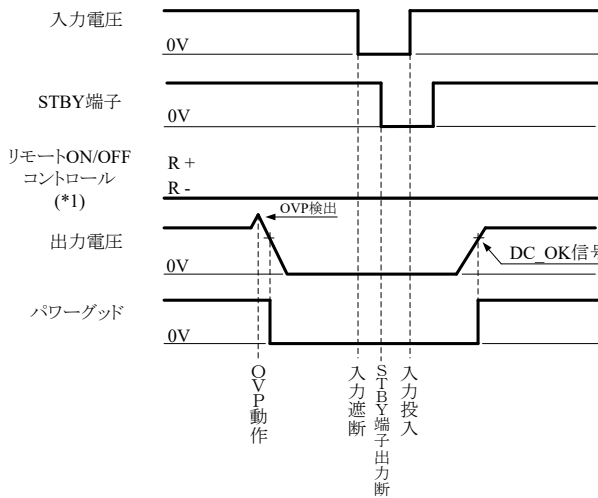 入力電圧
0V
STBY端子
0V
リモートON/OFF
コントロール
(*1)
R +
R -
OVP検出
出力電圧
0V
DC_OK信号
パワーグッド
0V
OVP動作
入力遮断
STBY端子出力断
入力投入